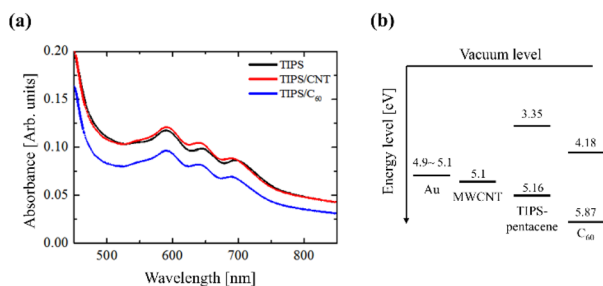 (a)
TIPS
TIPS/CNT
TIPS/C60
0.20
0.15
0.10
0.05
0.00
500
600
700
800
Wavelength [nm]
Absorbance [Arb. units]
(b)
Vacuum level
Energy level [eV]
4.9~ 5.1
Au
5.1
MWCNT
3.35
5.16
TIPS-
pentacene
4.18
5.87
C60